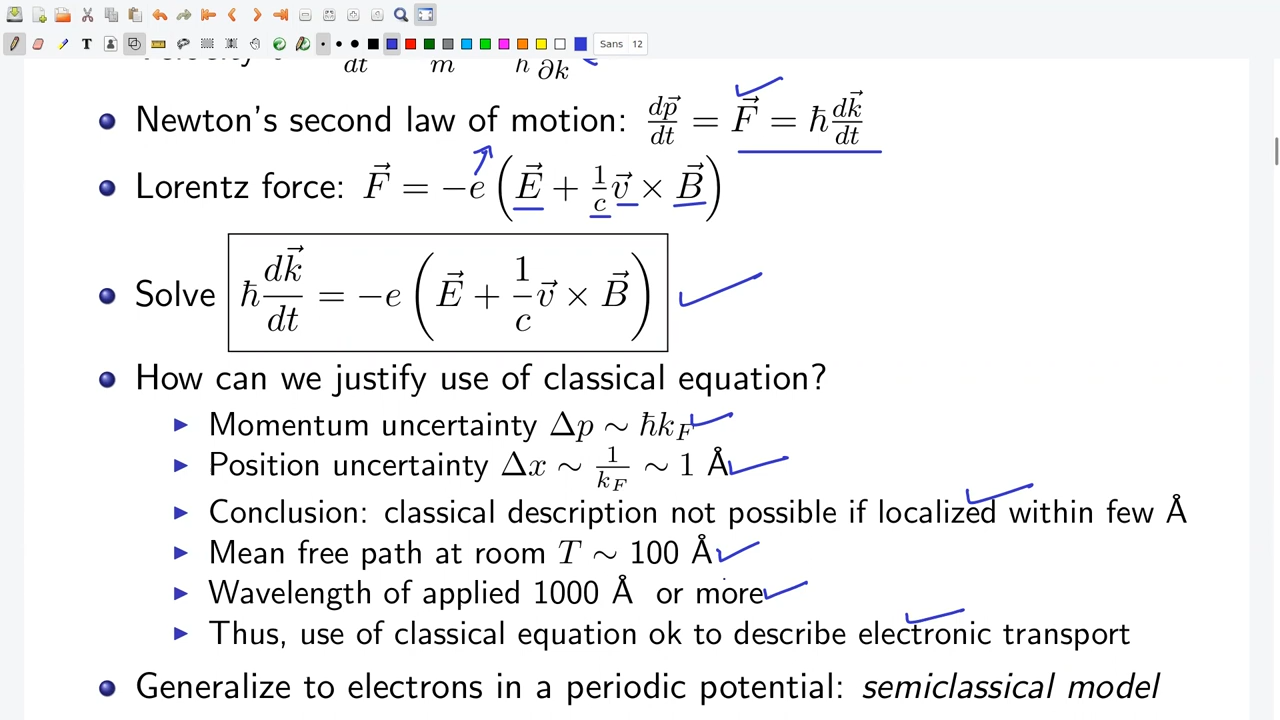 Sans 12
dt m ℏ ∂k
Newton's second law of motion: dp⃗/dt = F⃗ = ℏ dk⃗/dt
Lorentz force: F⃗ = −e (E⃗ + 1/c v⃗ × B⃗)
Solve ℏ dk⃗/dt = −e (E⃗ + 1/c v⃗ × B⃗)
How can we justify use of classical equation?
Momentum uncertainty Δp ∼ ℏk_F
Position uncertainty Δx ∼ 1/k_F ∼ 1 Å
Conclusion: classical description not possible if localized within few Å
Mean free path at room T ∼ 100 Å
Wavelength of applied 1000 Å or more
Thus, use of classical equation ok to describe electronic transport
Generalize to electrons in a periodic potential: semiclassical model